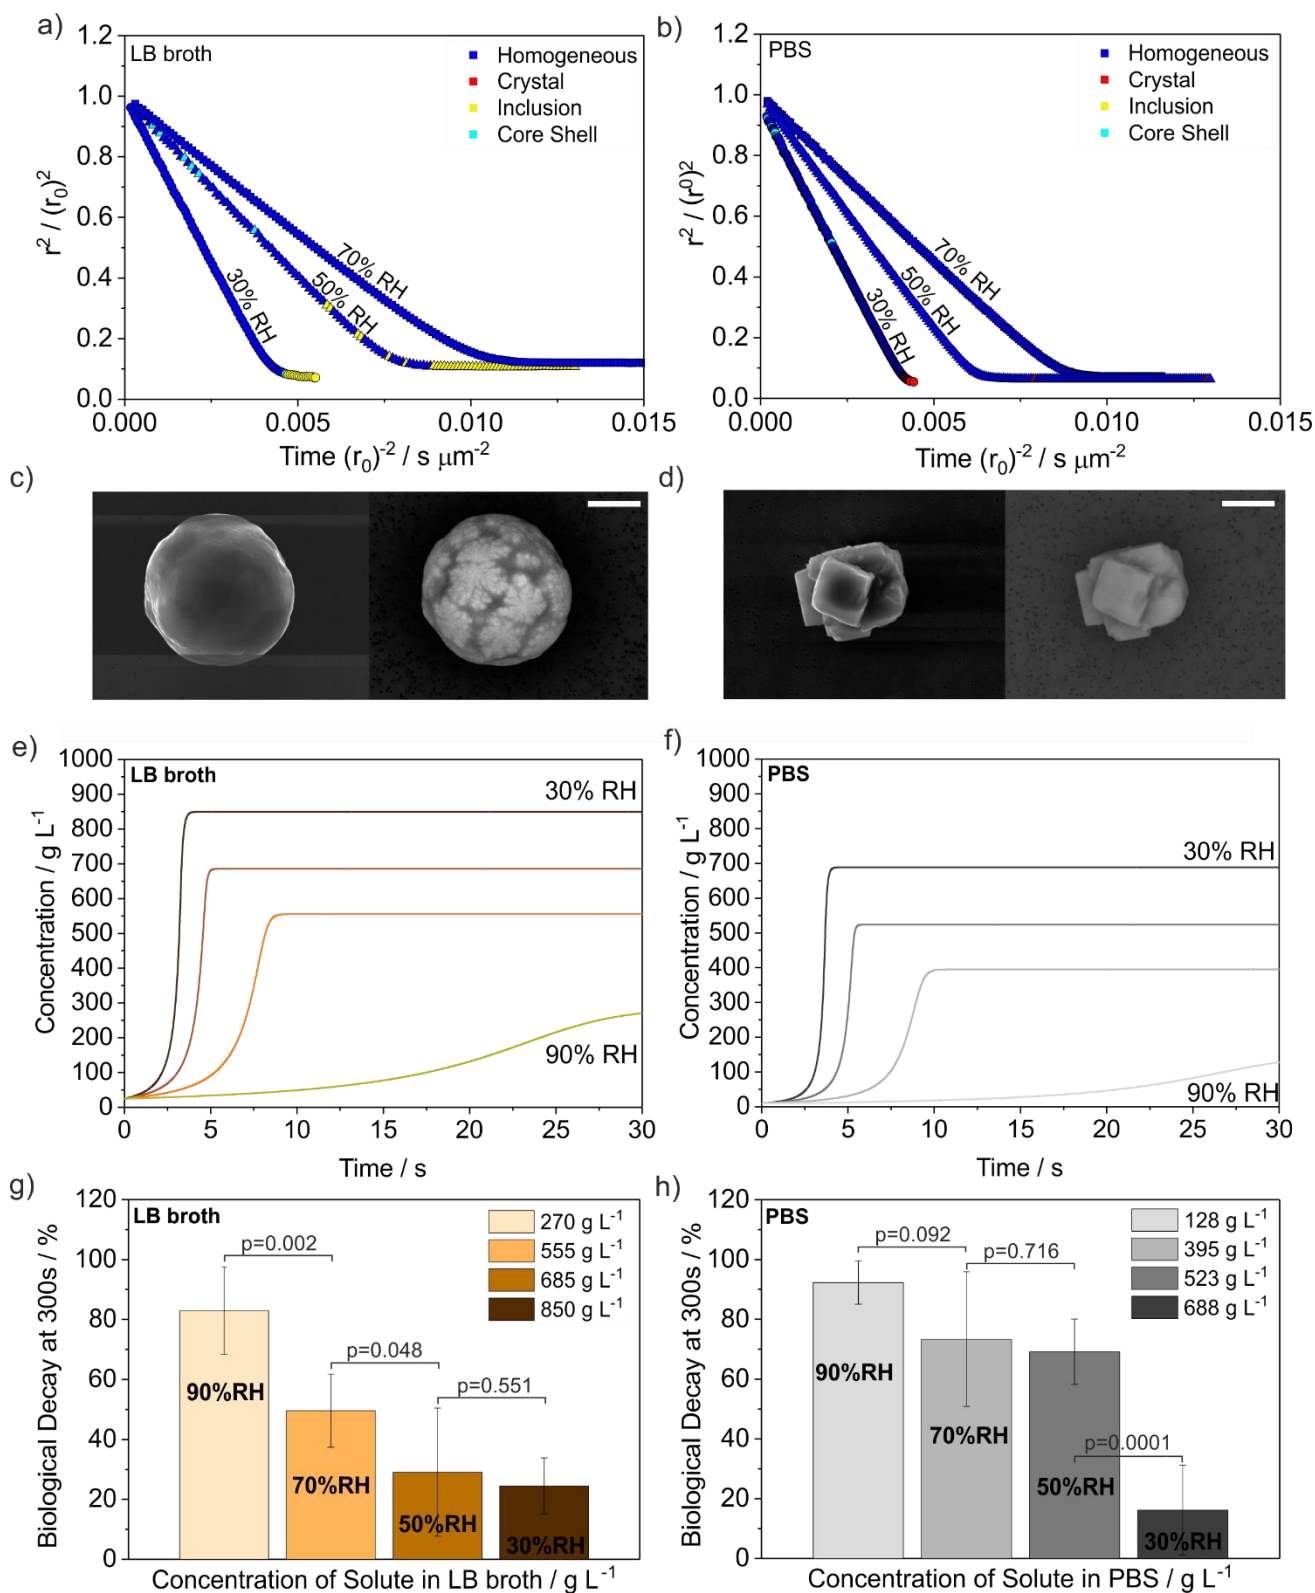 a)
LB broth
Homogeneous
Crystal
Inclusion
Core Shell
1.2
1.0
0.8
0.6
0.4
0.2
0.0
r² / (r₀)²
30% RH
50% RH
70% RH
0.000
0.005
0.010
0.015
Time (r₀)⁻² / s μm⁻²
b)
PBS
Homogeneous
Crystal
Inclusion
Core Shell
1.2
1.0
0.8
0.6
0.4
0.2
0.0
r² / (r⁰)²
30% RH
50% RH
70% RH
0.000
0.005
0.010
0.015
Time (r₀)⁻² / s μm⁻²
c)
d)
e)
LB broth
1000
900
800
700
600
500
400
300
200
100
0
Concentration / g L⁻¹
30% RH
90% RH
0
5
10
15
20
25
30
Time / s
f)
PBS
1000
900
800
700
600
500
400
300
200
100
0
Concentration / g L⁻¹
30% RH
90% RH
0
5
10
15
20
25
30
Time / s
g)
LB broth
120
100
80
60
40
20
0
Biological Decay at 300s / %
270 g L⁻¹
555 g L⁻¹
685 g L⁻¹
850 g L⁻¹
p=0.002
p=0.048
p=0.551
90%RH
70%RH
50%RH
30%RH
Concentration of Solute in LB broth / g L⁻¹
h)
PBS
120
100
80
60
40
20
0
Biological Decay at 300s / %
128 g L⁻¹
395 g L⁻¹
523 g L⁻¹
688 g L⁻¹
p=0.092
p=0.716
p=0.0001
90%RH
70%RH
50%RH
30%RH
Concentration of Solute in PBS / g L⁻¹